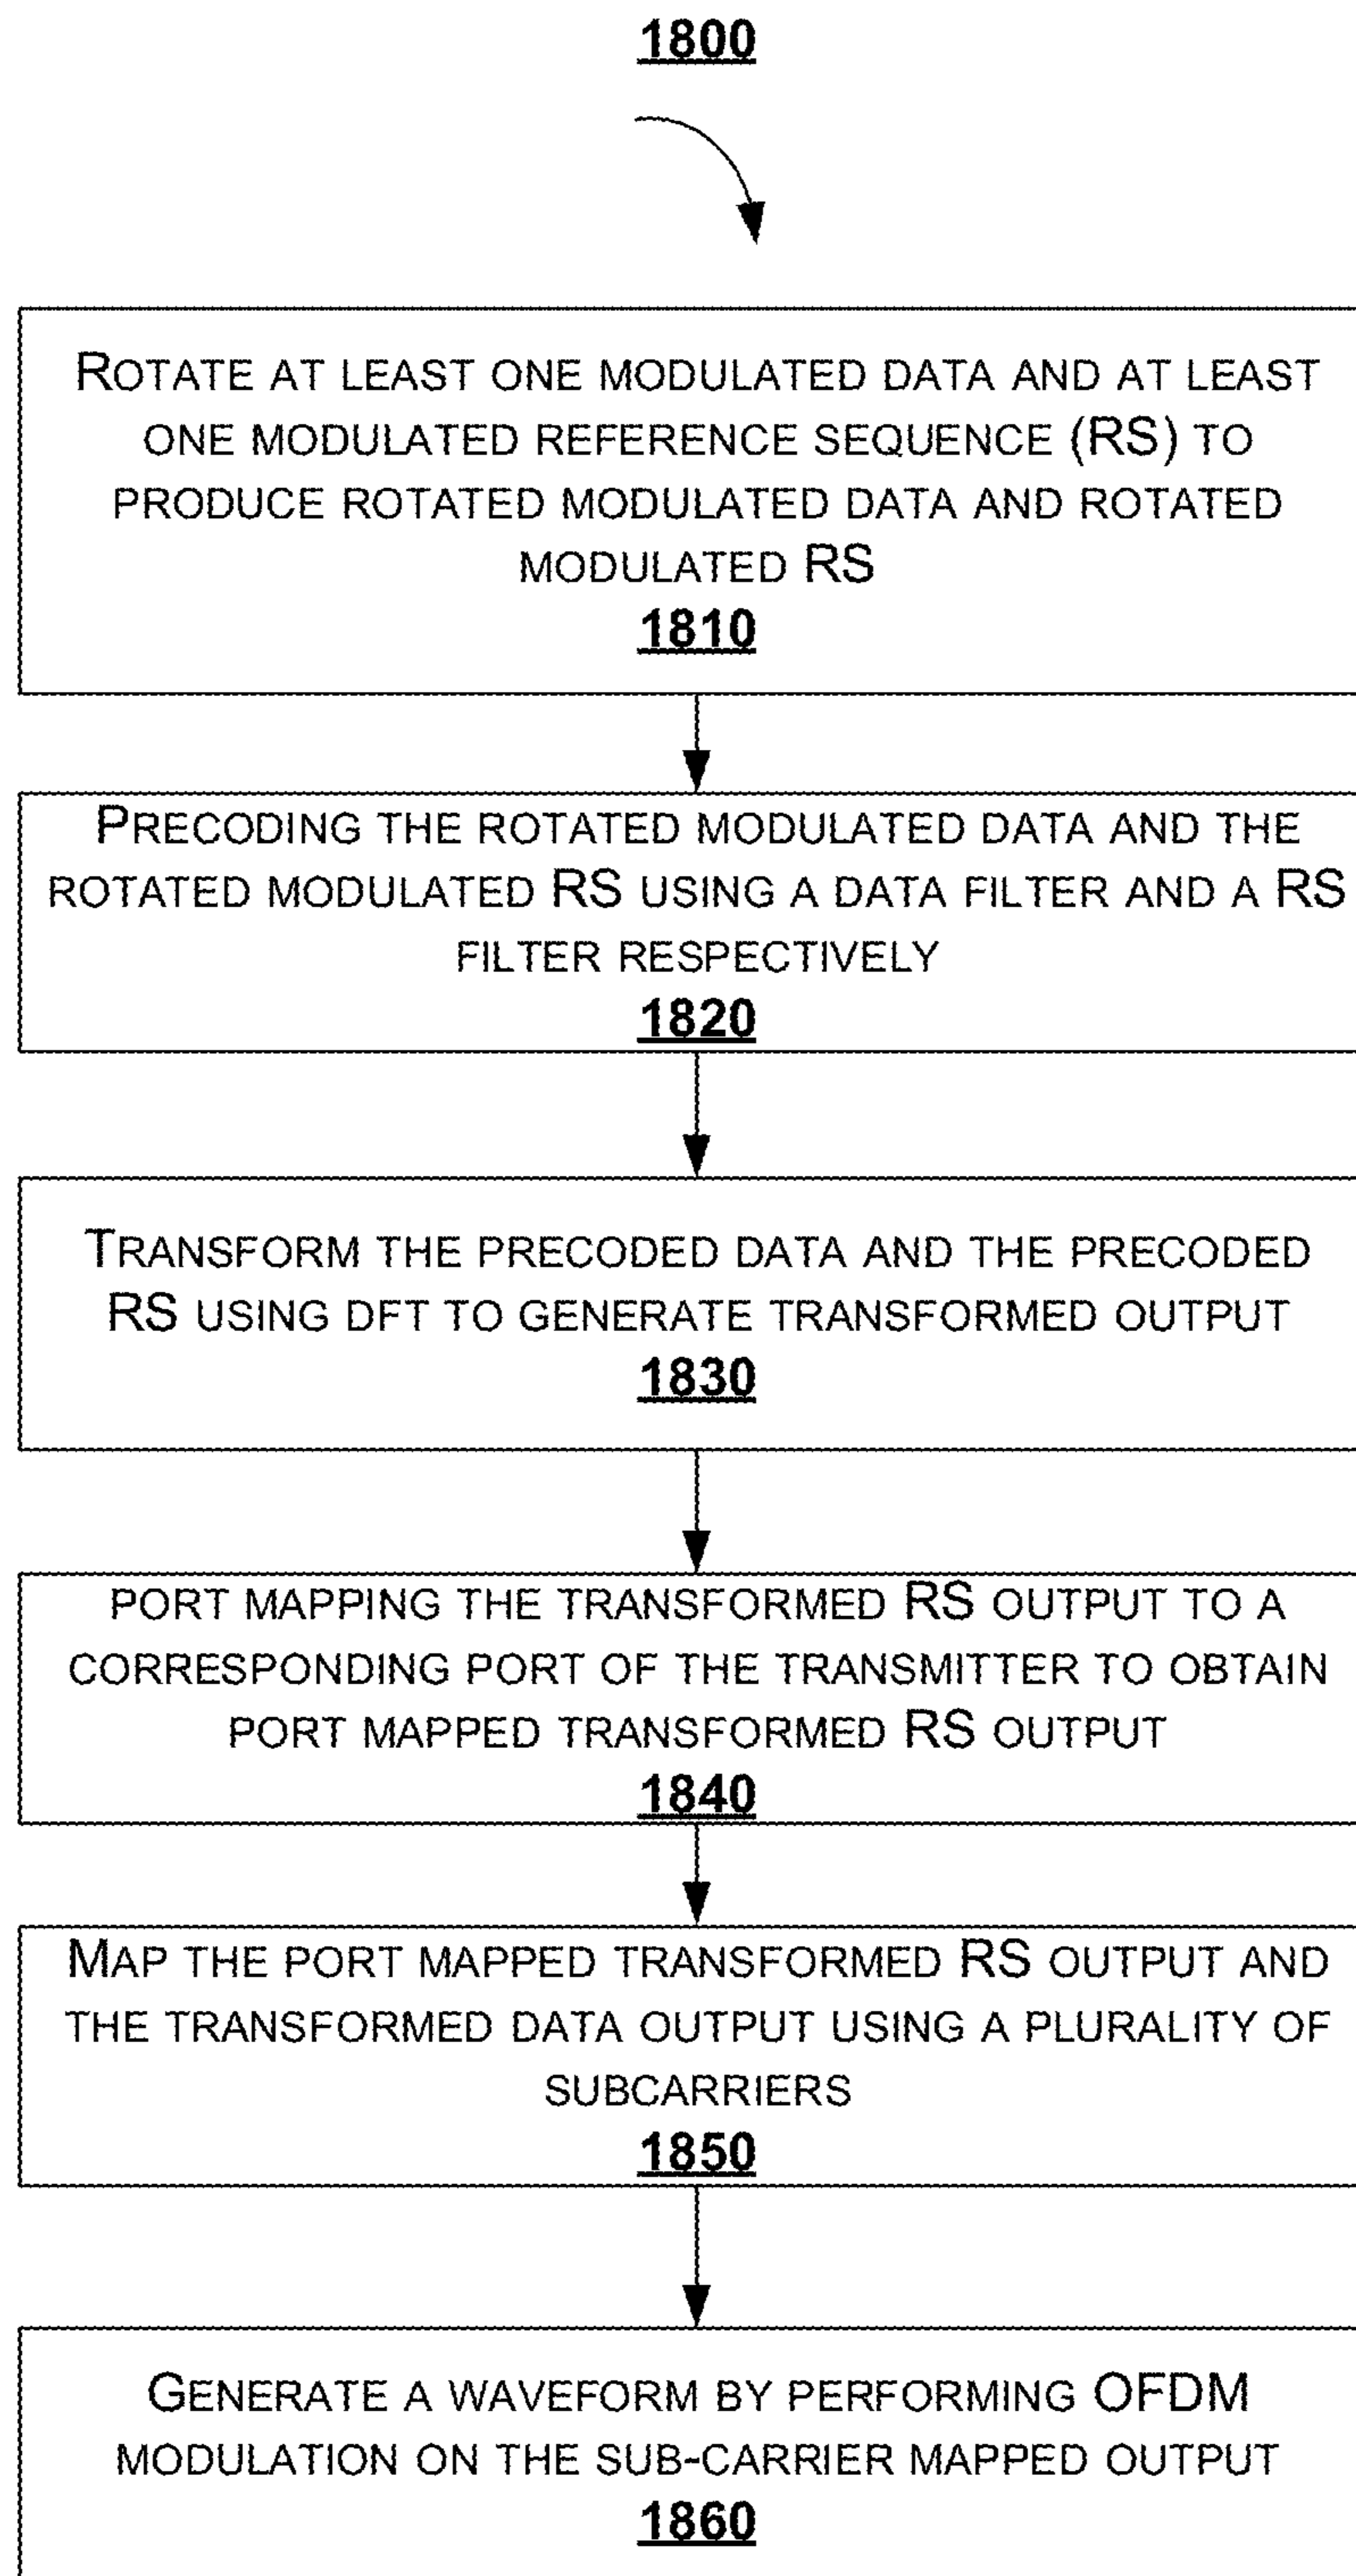 1800
ROTATE AT LEAST ONE MODULATED DATA AND AT LEAST
ONE MODULATED REFERENCE SEQUENCE (RS) TO
PRODUCE ROTATED MODULATED DATA AND ROTATED
MODULATED RS
1810
PRECODING THE ROTATED MODULATED DATA AND THE
ROTATED MODULATED RS USING A DATA FILTER AND A RS
FILTER RESPECTIVELY
1820
TRANSFORM THE PRECODED DATA AND THE PRECODED
RS USING DFT TO GENERATE TRANSFORMED OUTPUT
1830
PORT MAPPING THE TRANSFORMED RS OUTPUT TO A
CORRESPONDING PORT OF THE TRANSMITTER TO OBTAIN
PORT MAPPED TRANSFORMED RS OUTPUT
1840
MAP THE PORT MAPPED TRANSFORMED RS OUTPUT AND
THE TRANSFORMED DATA OUTPUT USING A PLURALITY OF
SUBCARRIERS
1850
GENERATE A WAVEFORM BY PERFORMING OFDM
MODULATION ON THE SUB-CARRIER MAPPED OUTPUT
1860